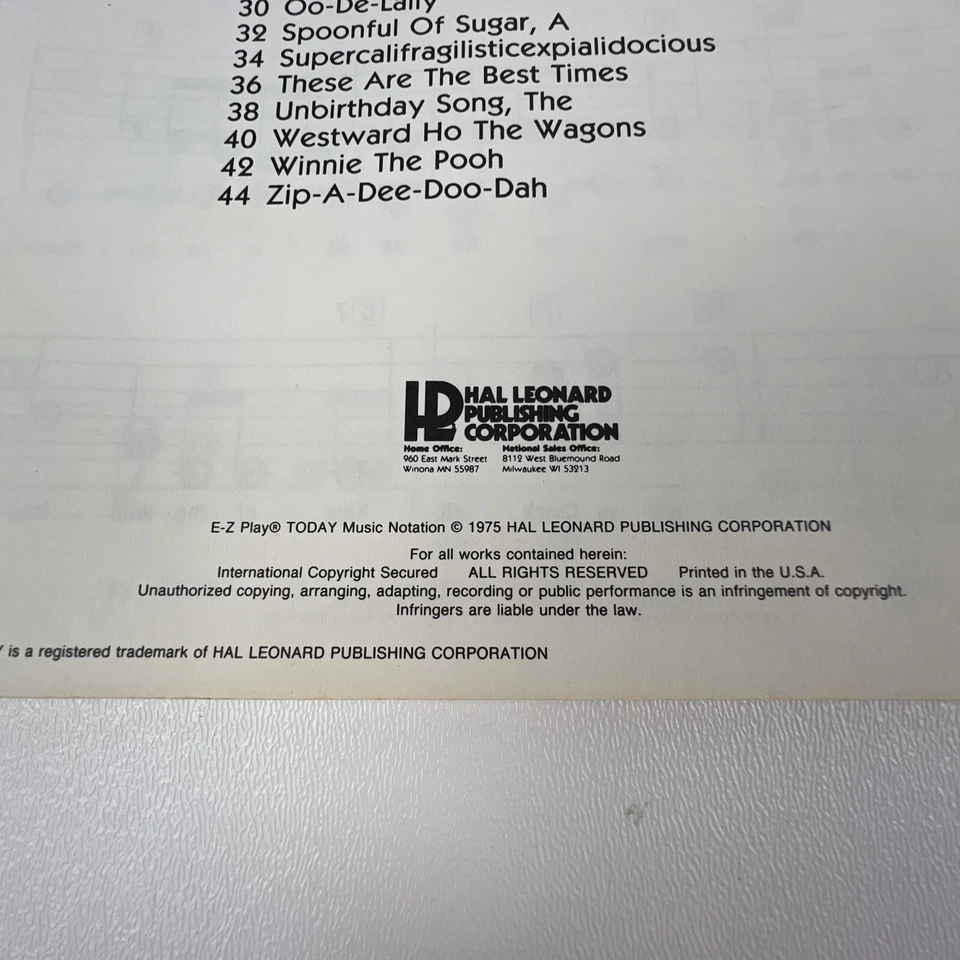 30 Oo-De-Lally
32 Spoonful Of Sugar, A
34 Supercalifragilisticexpialidocious
36 These Are The Best Times
38 Unbirthday Song, The
40 Westward Ho The Wagons
42 Winnie The Pooh
44 Zip-A-Dee-Doo-Dah
HAL LEONARD
PUBLISHING
CORPORATION
Home Office: National Sales Office:
960 East Mark Street 8112 West Bluemound Road
Winona MN 55987 Milwaukee WI 53213
E-Z Play® TODAY Music Notation © 1975 HAL LEONARD PUBLISHING CORPORATION
For all works contained herein:
International Copyright Secured ALL RIGHTS RESERVED Printed in the U.S.A.
Unauthorized copying, arranging, adapting, recording or public performance is an infringement of copyright.
Infringers are liable under the law.
is a registered trademark of HAL LEONARD PUBLISHING CORPORATION